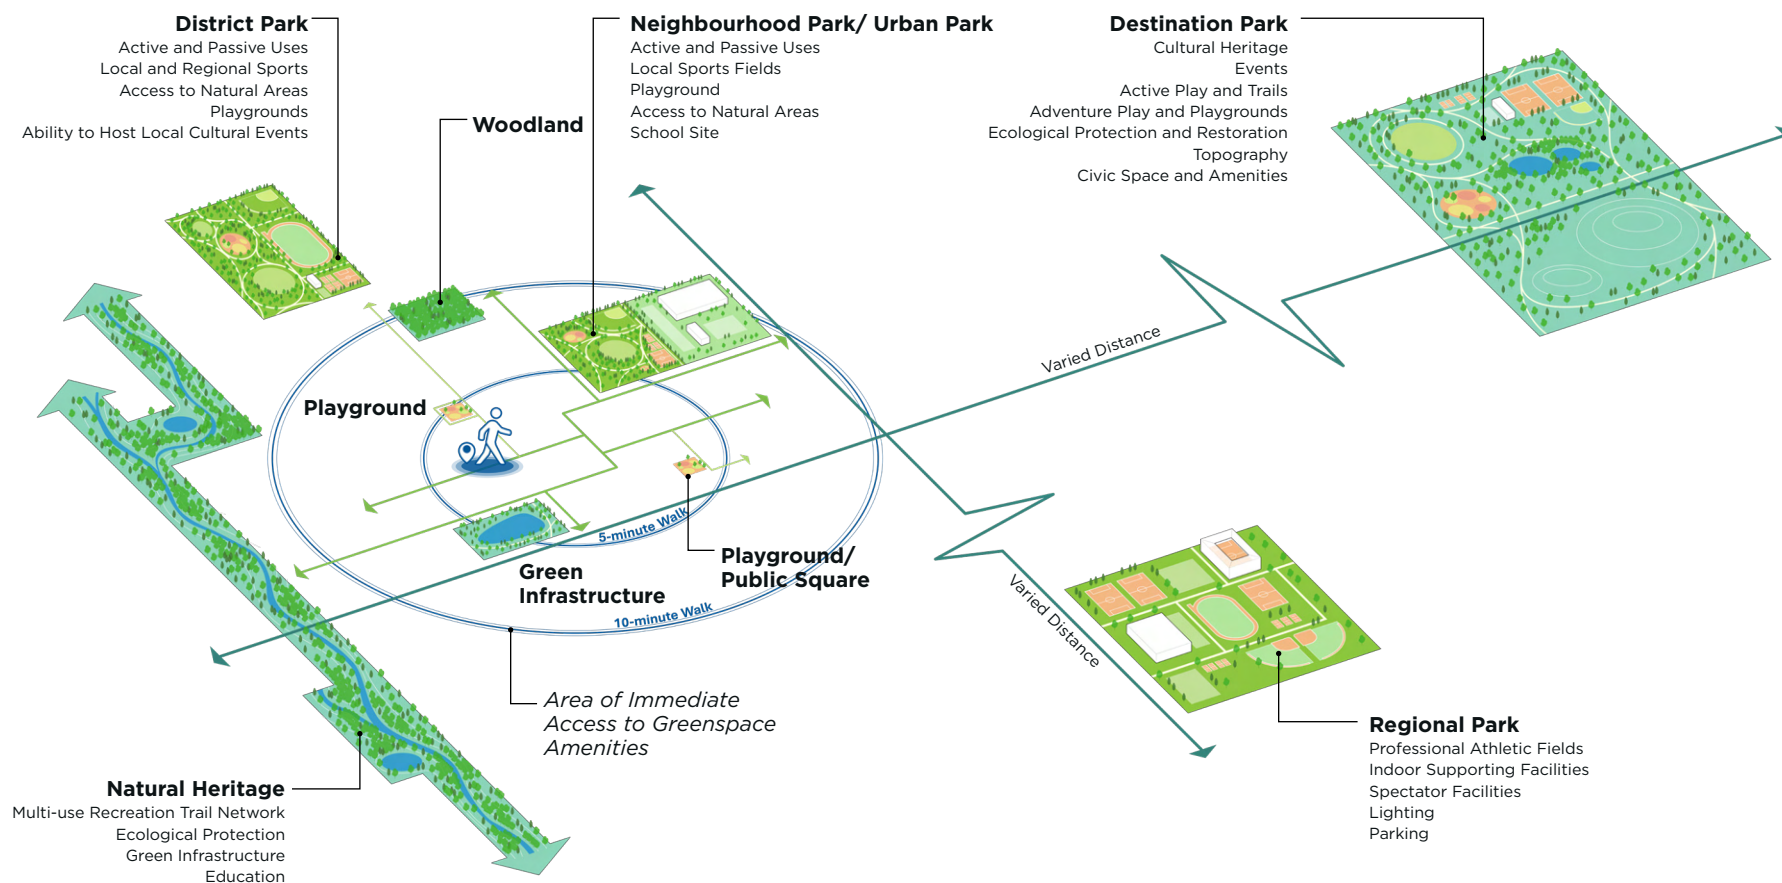 District Park
Active and Passive Uses
Local and Regional Sports
Access to Natural Areas
Playgrounds
Ability to Host Local Cultural Events
Woodland
Neighbourhood Park/ Urban Park
Active and Passive Uses
Local Sports Fields
Playground
Access to Natural Areas
School Site
Destination Park
Cultural Heritage
Events
Active Play and Trails
Adventure Play and Playgrounds
Ecological Protection and Restoration
Topography
Civic Space and Amenities
Varied Distance
Playground
5-minute Walk
Green
Infrastructure
Playground/
Public Square
10-minute Walk
Varied Distance
Area of Immediate
Access to Greenspace
Amenities
Regional Park
Professional Athletic Fields
Indoor Supporting Facilities
Spectator Facilities
Lighting
Parking
Natural Heritage
Multi-use Recreation Trail Network
Ecological Protection
Green Infrastructure
Education